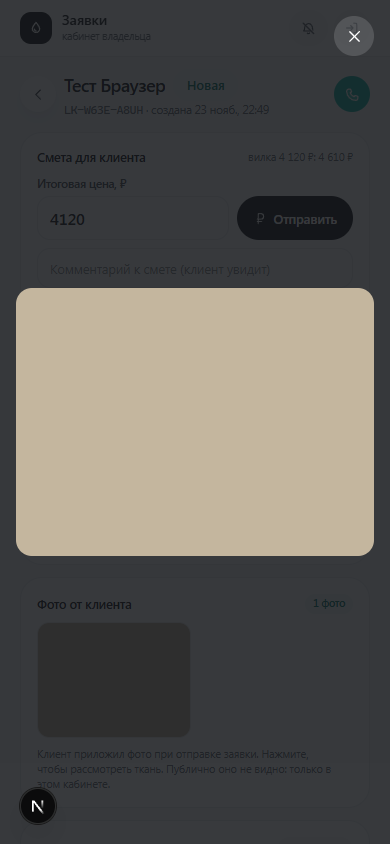 Заявки
кабинет владельца
Тест Браузер
Новая
LK-W63E-A8UH · создана 23 нояб., 22:49
Смета для клиента
вилка 4 120 ₽: 4 610 ₽
Итоговая цена, ₽
4120
₽ Отправить
Комментарий к смете (клиент увидит)
Фото от клиента
1 фото
Клиент приложил фото при отправке заявки. Нажмите,
чтобы рассмотреть ткань. Публично оно не видно: только в
этом кабинете.
N